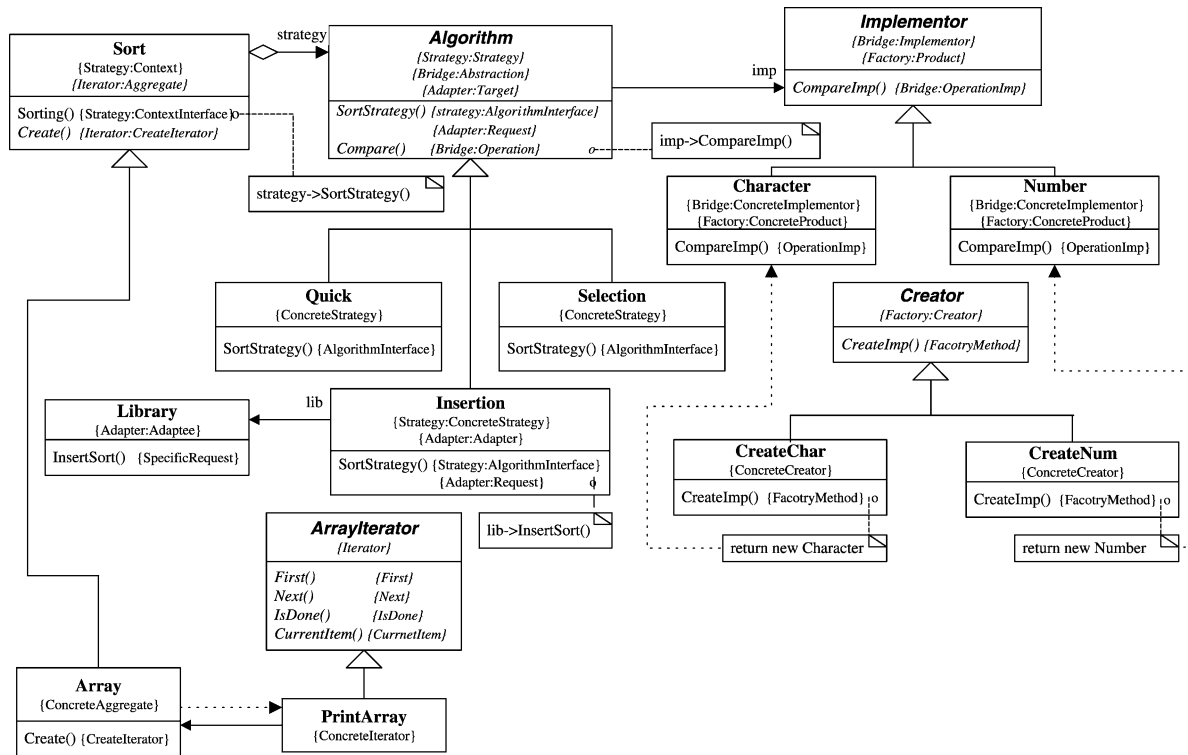 Sort
{Strategy:Context}
{Iterator:Aggregate}
Sorting() {Strategy:ContextInterface}o
Create() {Iterator:CreateIterator}
strategy
Algorithm
{Strategy:Strategy}
{Bridge:Abstraction}
{Adapter:Target}
SortStrategy() {strategy:AlgorithmInterface}
{Adapter:Request}
Compare() {Bridge:Operation} o
imp
Implementor
{Bridge:Implementor}
{Factory:Product}
CompareImp() {Bridge:OperationImp}
strategy->SortStrategy()
imp->CompareImp()
Character
{Bridge:ConcreteImplementor}
{Factory:ConcreteProduct}
CompareImp() {OperationImp}
Number
{Bridge:ConcreteImplementor}
{Factory:ConcreteProduct}
CompareImp() {OperationImp}
Quick
{ConcreteStrategy}
SortStrategy() {AlgorithmInterface}
Selection
{ConcreteStrategy}
SortStrategy() {AlgorithmInterface}
Creator
{Factory:Creator}
CreateImp() {FacotryMethod}
Library
{Adapter:Adaptee}
InsertSort() {SpecificRequest}
lib
Insertion
{Strategy:ConcreteStrategy}
{Adapter:Adapter}
SortStrategy() {Strategy:AlgorithmInterface}
{Adapter:Request} o
lib->InsertSort()
CreateChar
{ConcreteCreator}
CreateImp() {FacotryMethod} o
return new Character
CreateNum
{ConcreteCreator}
CreateImp() {FacotryMethod} o
return new Number
ArrayIterator
{Iterator}
First() {First}
Next() {Next}
IsDone() {IsDone}
CurrentItem() {CurrnetItem}
Array
{ConcreteAggregate}
Create() {CreateIterator}
PrintArray
{ConcreteIterator}